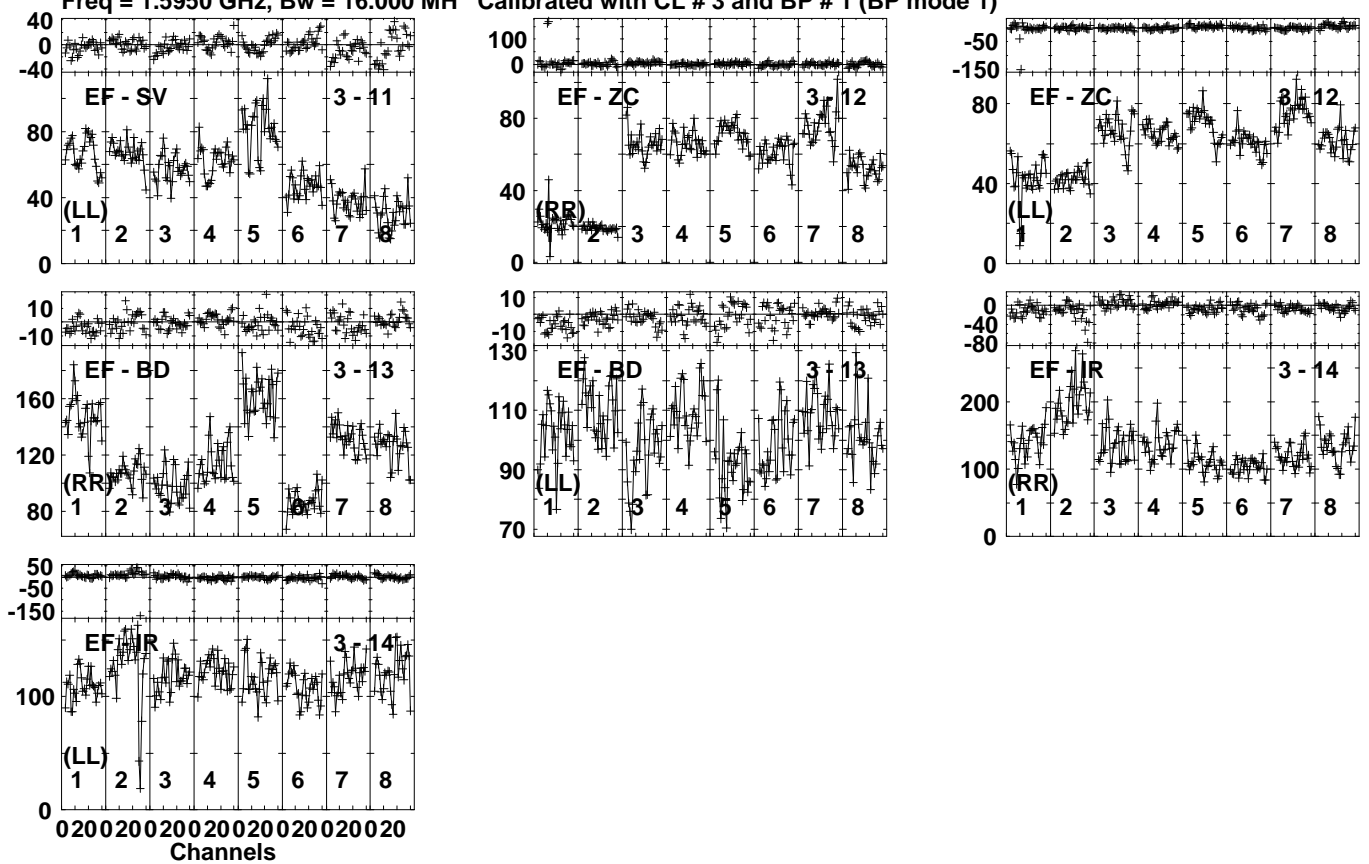 Freq = 1.5950 GHz, Bw = 16.000 MH Calibrated with CL # 3 and BP # 1 (BP mode 1)
40
0
-40
EF - SV 3 - 11
80
40
0
(LL)
1 2 3 4 5 6 7 8
100
0
EF - ZC 3 - 12
80
40
0
(RR)
1 2 3 4 5 6 7 8
-50
-150
EF - ZC 3 - 12
80
40
0
(LL)
1 2 3 4 5 6 7 8
10
-10
EF - BD 3 - 13
160
120
80
(RR)
1 2 3 4 5 6 7 8
10
-10
EF - BD 3 - 13
130
110
90
70
(LL)
1 2 3 4 5 6 7 8
0
-40
-80
EF - IR 3 - 14
200
100
0
(RR)
1 2 3 4 5 6 7 8
50
-50
-150
EF - IR 3 - 14
100
0
(LL)
1 2 3 4 5 6 7 8
0 20 0 20 0 20 0 20 0 20 0 20 0 20 0 20
Channels